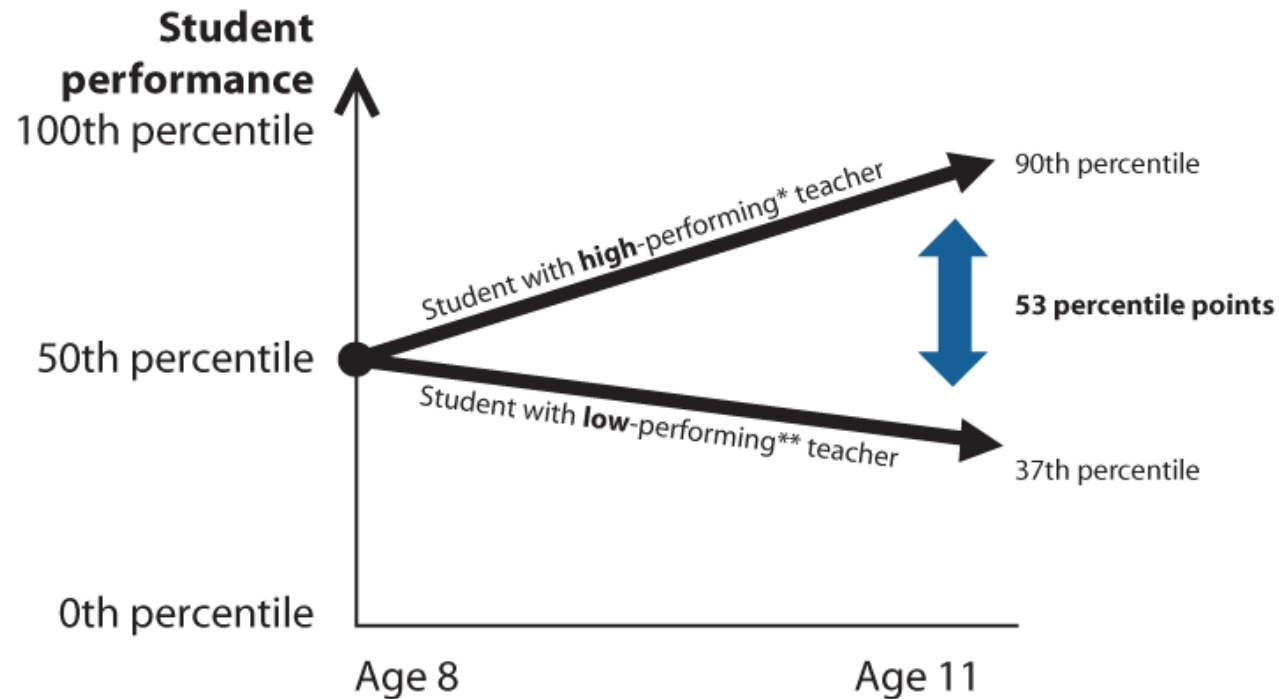 Student
performance
100th percentile
90th percentile
Student with high-performing* teacher
53 percentile points
50th percentile
Student with low-performing** teacher
37th percentile
0th percentile
Age 8
Age 11